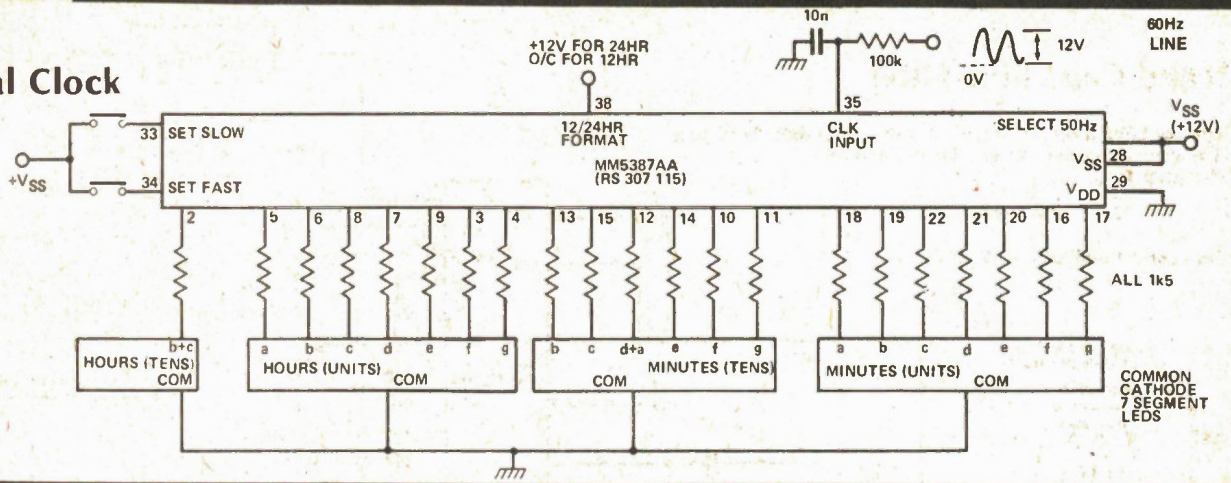 al Clock
+12V FOR 24HR
O/C FOR 12HR
10n
100k
12V
0V
60Hz
LINE
38
35
+VSS
33
SET SLOW
34
SET FAST
12/24HR
FORMAT
MM5387AA
(RS 307 115)
CLK
INPUT
SELECT 50Hz
VSS
28
VDD
29
VSS
(+12V)
2 5 6 8 7 9 3 4 13 15 12 14 10 11 18 19 22 21 20 16 17
ALL 1k5
b+c
HOURS (TENS)
COM
a b c d e f g
HOURS (UNITS)
COM
b c d+a e f g
MINUTES (TENS)
COM
a b c d e f g
MINUTES (UNITS)
COM
COMMON
CATHODE
7 SEGMENT
LEDS